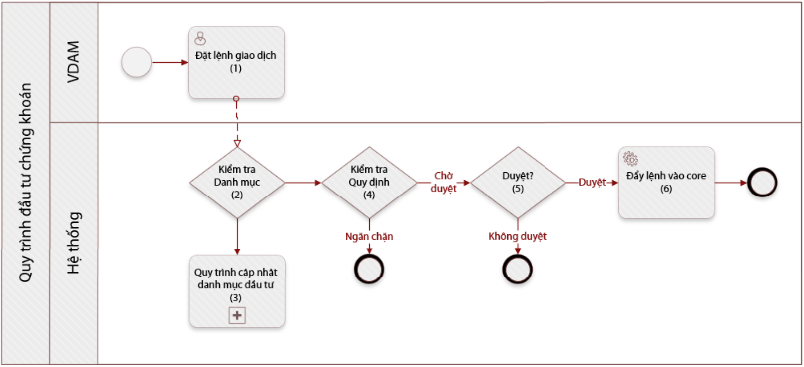 Quy trình đầu tư chứng khoán
VDAM
Đặt lệnh giao dịch
(1)
Hệ thống
Kiểm tra
Danh mục
(2)
Kiểm tra
Quy định
(4)
Chờ
duyệt
Duyệt?
(5)
Duyệt
Đẩy lệnh vào core
(6)
Ngăn chặn
Không duyệt
Quy trình cập nhật
danh mục đầu tư
(3)